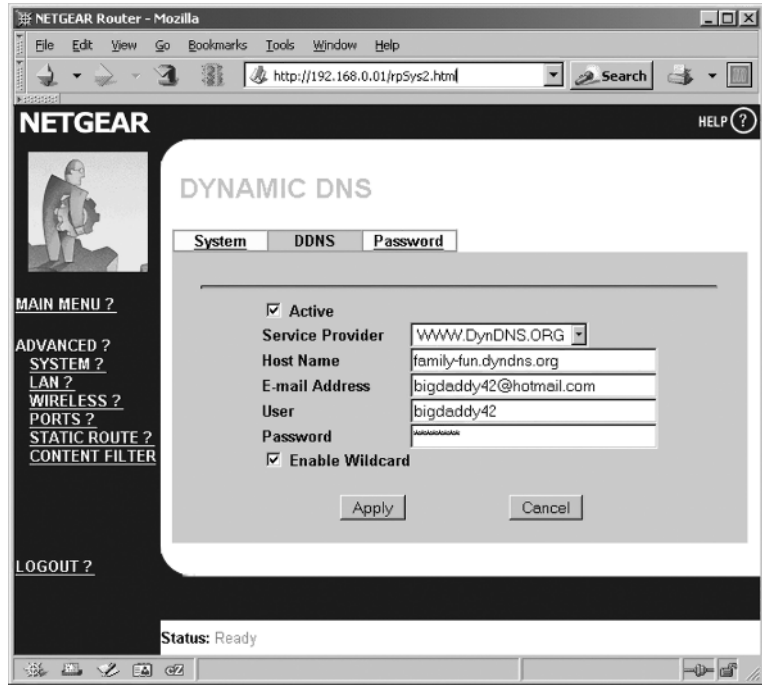 NETGEAR Router - Mozilla
File Edit View Go Bookmarks Tools Window Help
http://192.168.0.01/rpSys2.html Search
NETGEAR HELP ?
DYNAMIC DNS
System DDNS Password
MAIN MENU ?
ADVANCED ?
SYSTEM ?
LAN ?
WIRELESS ?
PORTS ?
STATIC ROUTE ?
CONTENT FILTER
LOGOUT ?
Active
Service Provider WWW.DynDNS.ORG
Host Name family-fun.dyndns.org
E-mail Address bigdaddy42@hotmail.com
User bigdaddy42
Password ********
Enable Wildcard
Apply Cancel
Status: Ready